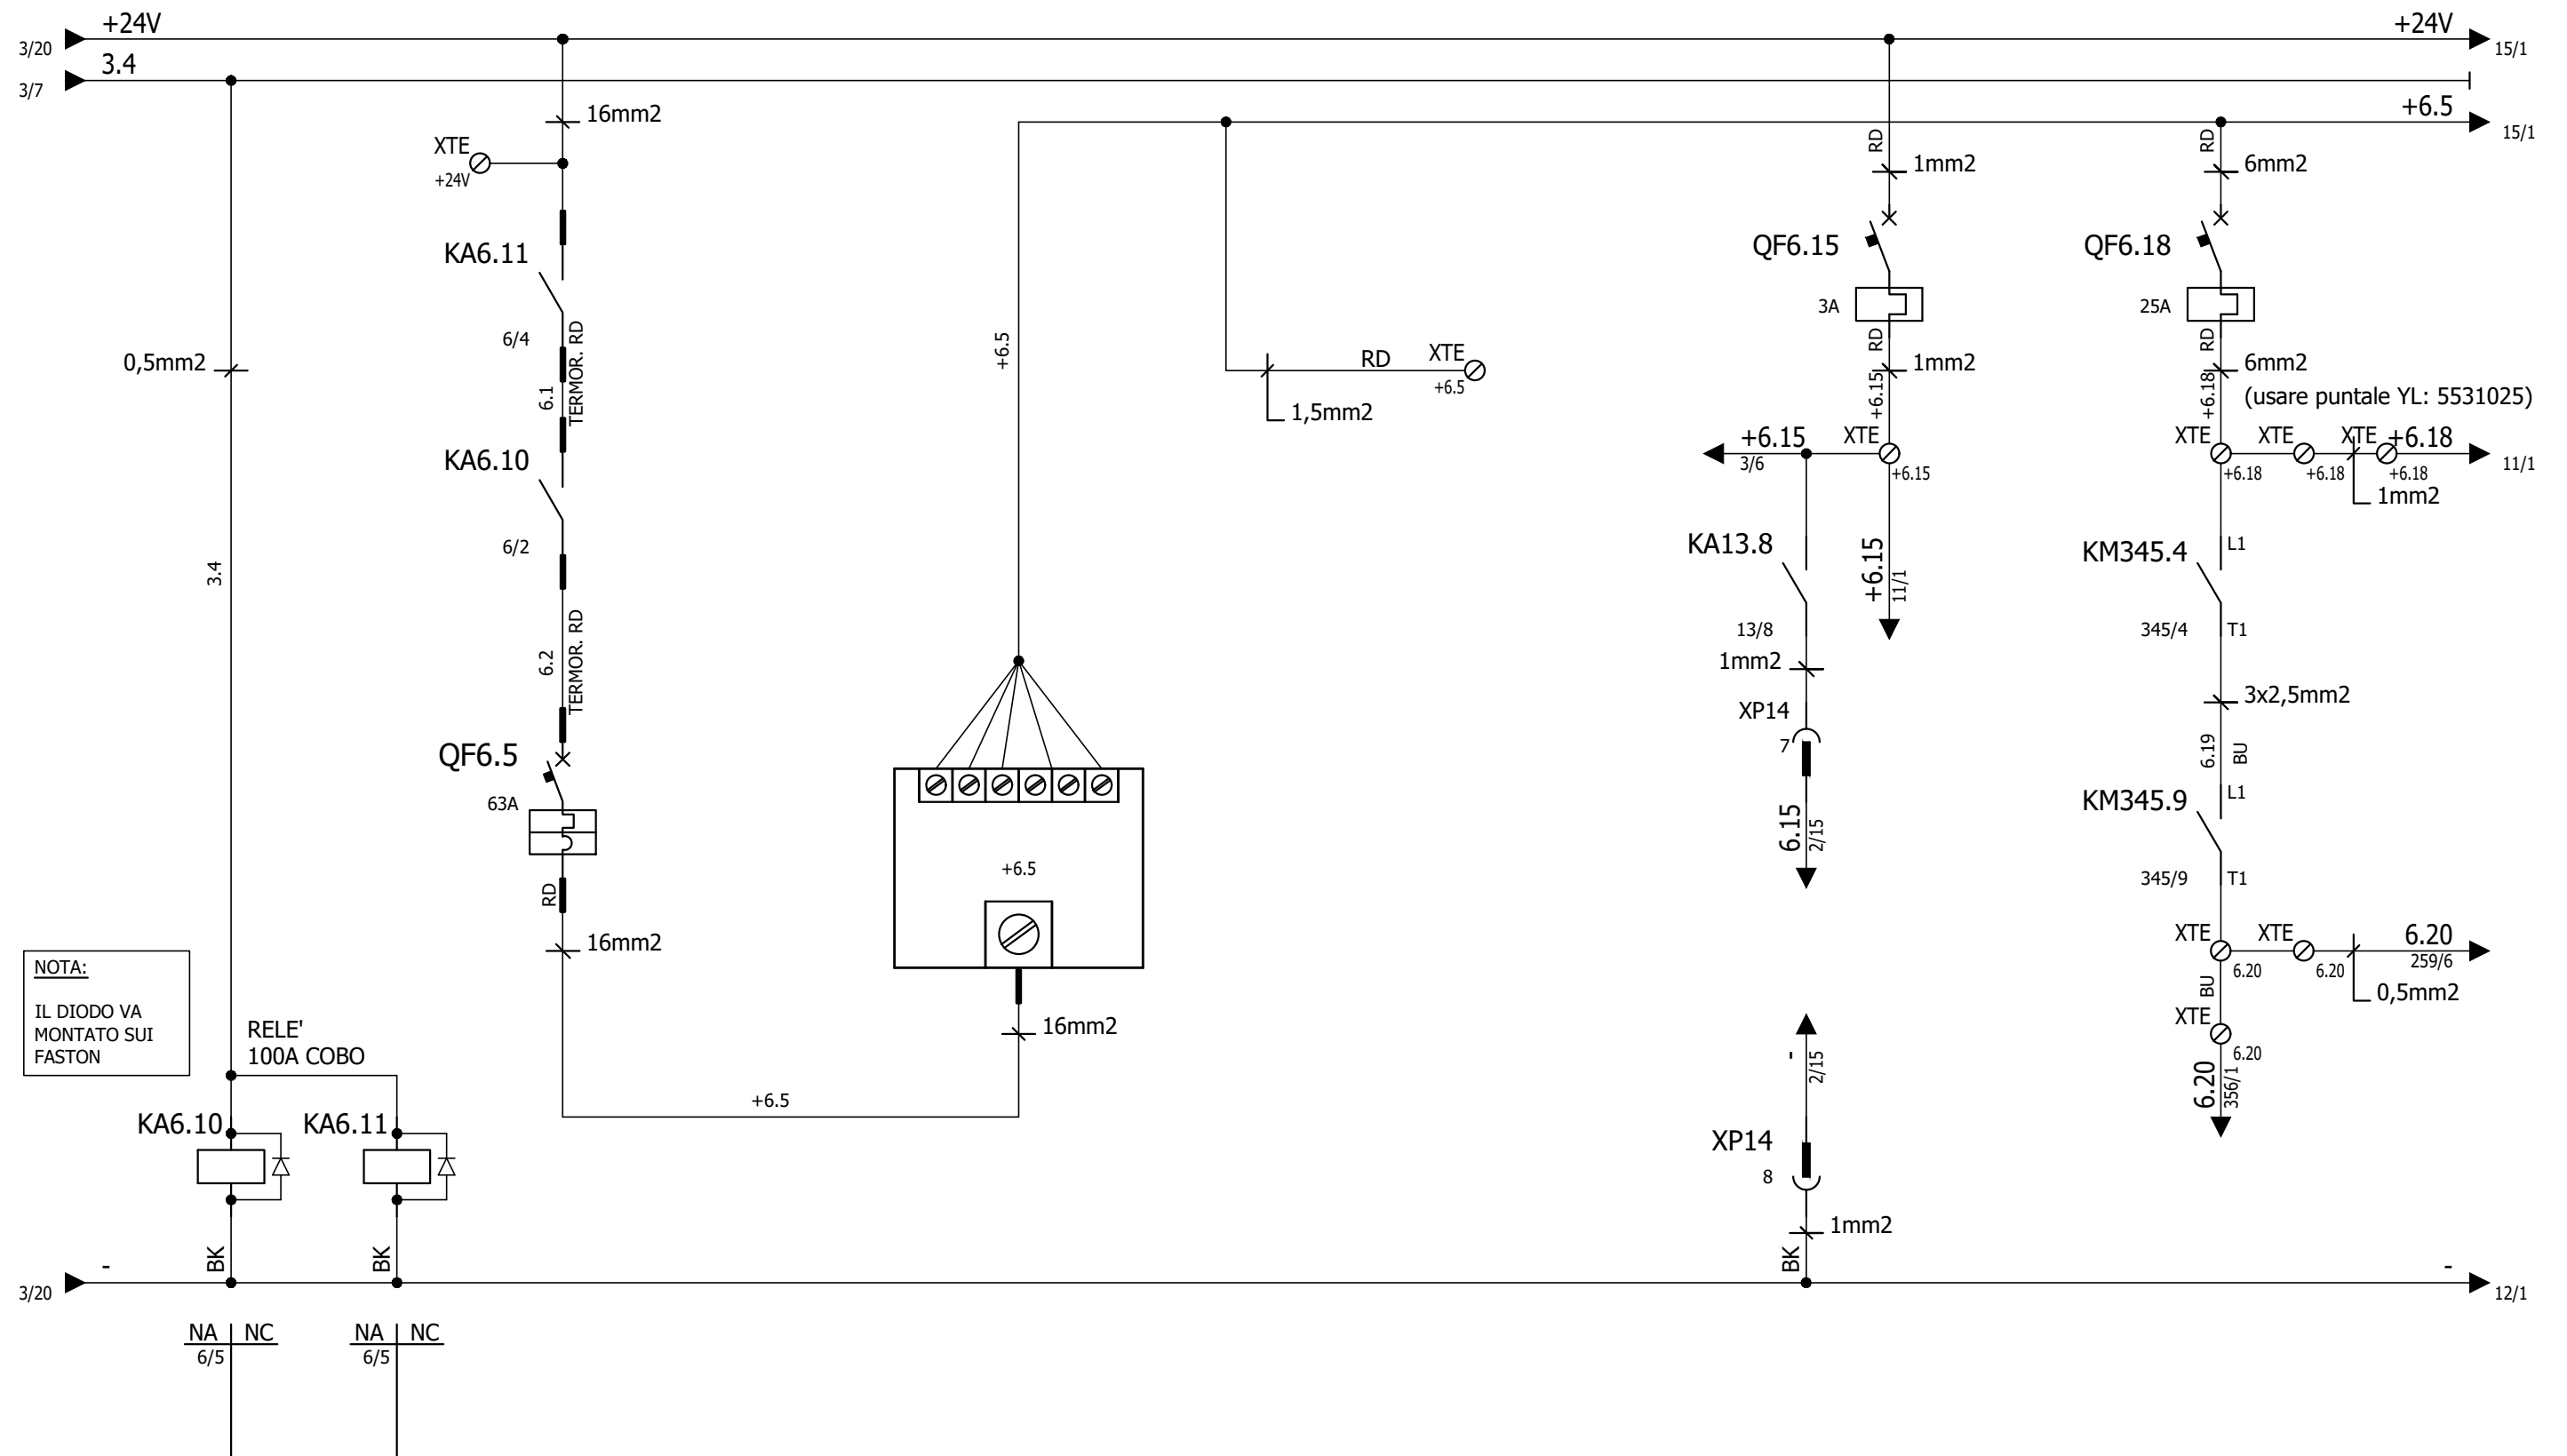 +24V
3/20
3.4
3/7
+24V
15/1
+6.5
15/1
16mm2
XTE
+24V
KA6.11
6/4
6.1
TERMOR. RD
KA6.10
6/2
6.2
TERMOR. RD
QF6.5
63A
RD
16mm2
0,5mm2
3.4
NOTA:
IL DIODO VA
MONTATO SUI
FASTON
RELE'
100A COBO
KA6.10
KA6.11
BK
BK
-
3/20
NA
NC
6/5
NA
NC
6/5
+6.5
+6.5
16mm2
+6.5
RD
XTE
+6.5
1,5mm2
RD
1mm2
QF6.15
3A
RD
1mm2
+6.15
+6.15
3/6
XTE
+6.15
KA13.8
13/8
+6.15
11/1
1mm2
XP14
7
6.15
2/15
-
2/15
XP14
8
1mm2
BK
RD
6mm2
QF6.18
25A
RD
6mm2
+6.18
(usare puntale YL: 5531025)
XTE
+6.18
XTE
+6.18
XTE
+6.18
+6.18
11/1
1mm2
KM345.4
L1
345/4
T1
3x2,5mm2
6.19
BU
KM345.9
L1
345/9
T1
XTE
6.20
XTE
6.20
6.20
259/6
0,5mm2
BU
XTE
6.20
6.20
356/1
-
12/1